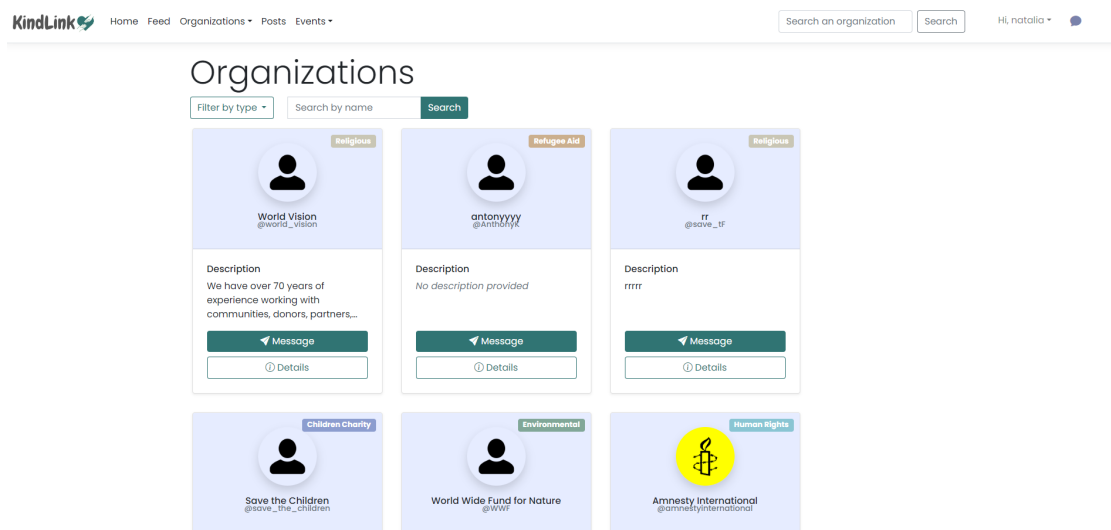 KindLink Home Feed Organizations Posts Events Search an organization Search Hi, natalia
Organizations
Filter by type Search by name Search
Religious Refugee Aid Religious
World Vision antonyyyy rr
@world_vision @AnthonyK @save_tF
Description Description Description
We have over 70 years of No description provided rrrrr
experience working with
communities, donors, partners,...
Message Message Message
Details Details Details
Children Charity Environmental Human Rights
Save the Children World Wide Fund for Nature Amnesty International
@save_the_children @WWF @amnestyinternational